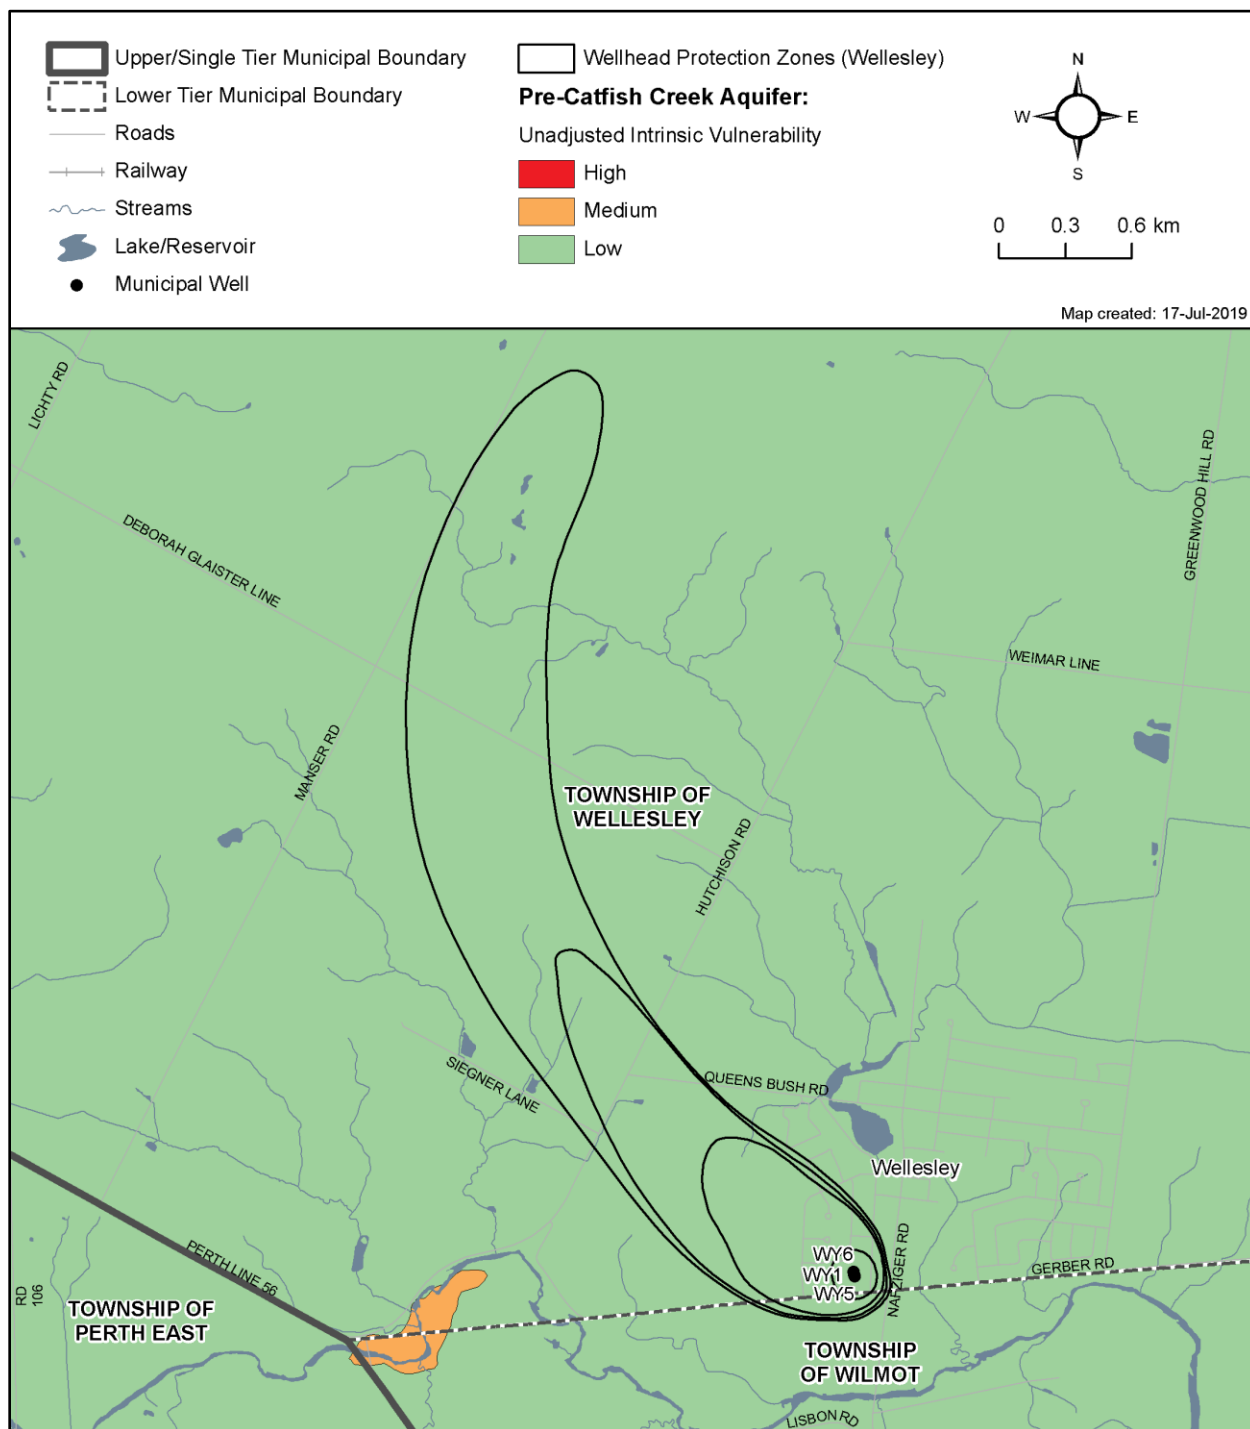 Upper/Single Tier Municipal Boundary
Lower Tier Municipal Boundary
Roads
Railway
Streams
Lake/Reservoir
Municipal Well
Wellhead Protection Zones (Wellesley)
Pre-Catfish Creek Aquifer:
Unadjusted Intrinsic Vulnerability
High
Medium
Low
N
W E
S
0 0.3 0.6 km
Map created: 17-Jul-2019
LICHTY RD
DEBORAH GLAISTER LINE
GREENWOOD HILL RD
WEIMAR LINE
MANSER RD
TOWNSHIP OF
WELLESLEY
HUTCHISON RD
SIEGNER LANE
QUEENS BUSH RD
Wellesley
WY6
WY1
WY5
NAFZIGER RD
GERBER RD
PERTH LINE 56
RD
106
TOWNSHIP OF
PERTH EAST
TOWNSHIP
OF WILMOT
LISBON RD